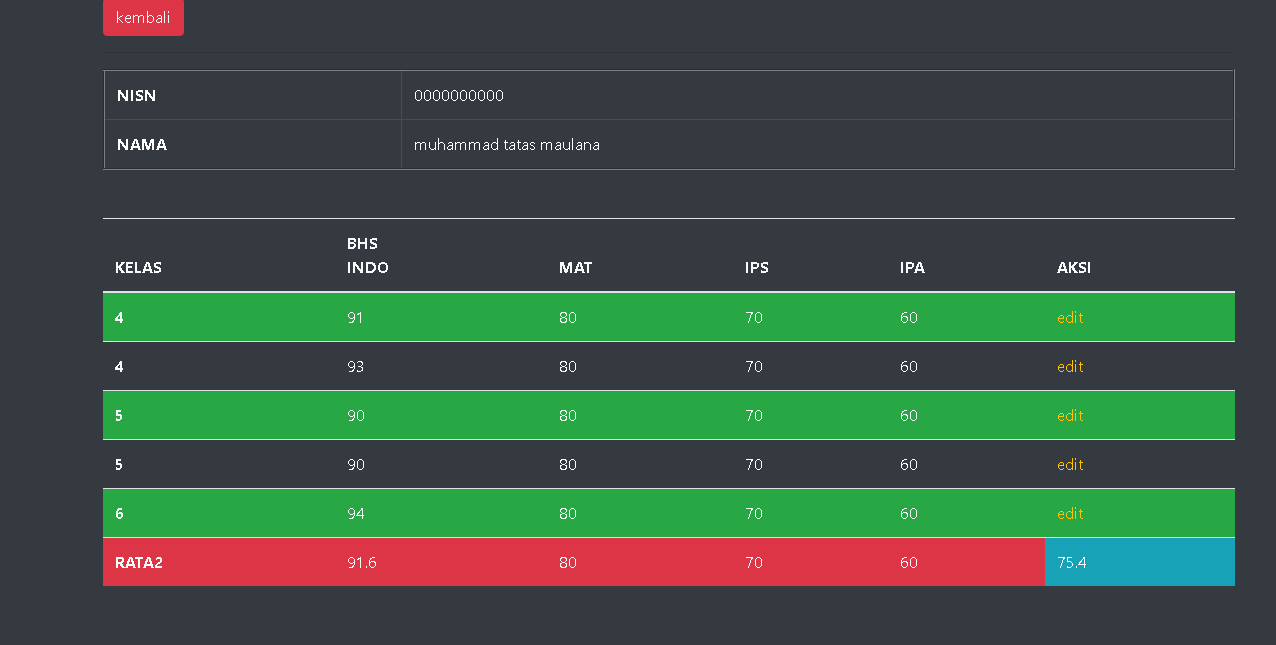 kembali
NISN 0000000000
NAMA muhammad tatas maulana
KELAS BHS INDO MAT IPS IPA AKSI
4 91 80 70 60 edit
4 93 80 70 60 edit
5 90 80 70 60 edit
5 90 80 70 60 edit
6 94 80 70 60 edit
RATA2 91.6 80 70 60 75.4